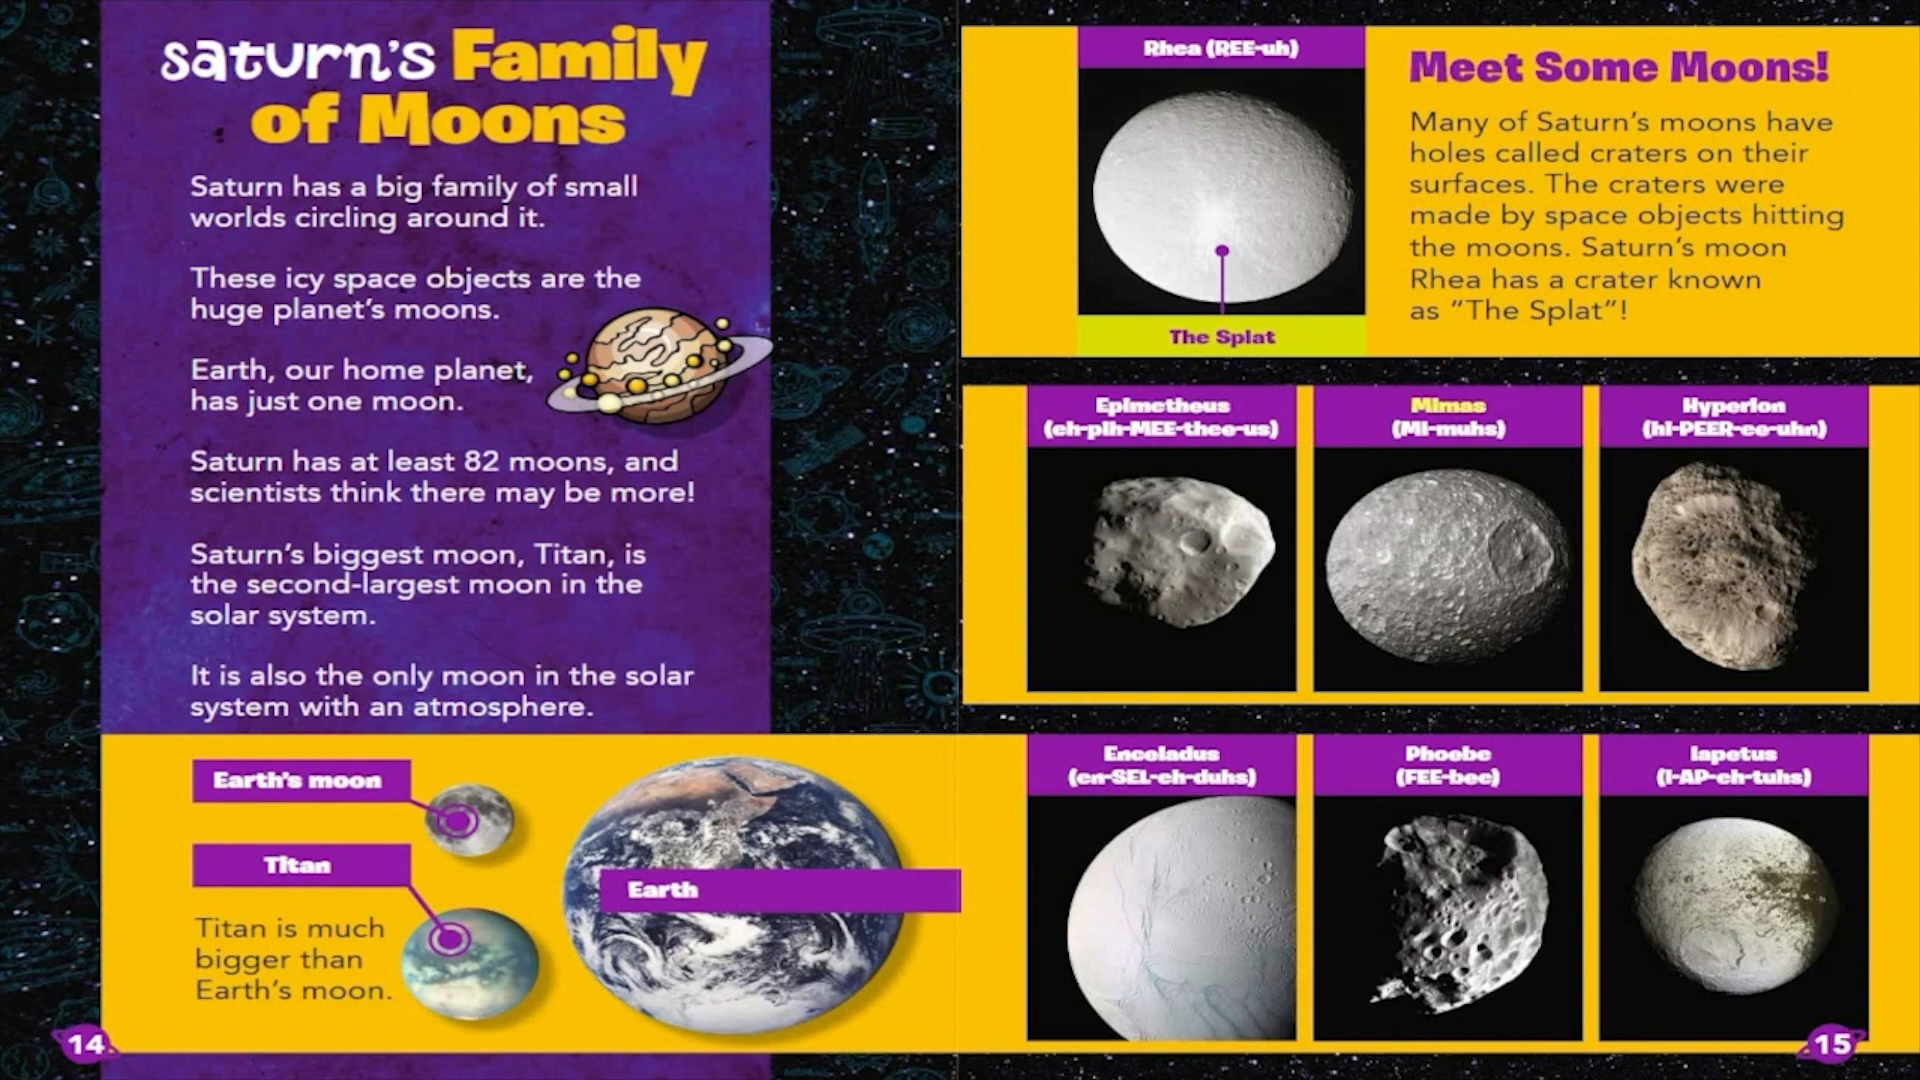 saturn's Family
of Moons
Saturn has a big family of small
worlds circling around it.
These icy space objects are the
huge planet's moons.
Earth, our home planet,
has just one moon.
Saturn has at least 82 moons, and
scientists think there may be more!
Saturn's biggest moon, Titan, is
the second-largest moon in the
solar system.
It is also the only moon in the solar
system with an atmosphere.
Earth's moon
Titan
Titan is much
bigger than
Earth's moon.
Earth
14
Rhea (REE-uh)
The Splat
Meet Some Moons!
Many of Saturn's moons have
holes called craters on their
surfaces. The craters were
made by space objects hitting
the moons. Saturn's moon
Rhea has a crater known
as "The Splat"!
Epimetheus
(eh-pih-MEE-thee-us)
Mimas
(MI-muhs)
Hyperion
(hi-PEER-ee-uhn)
Enceladus
(en-SEL-eh-duhs)
Phoebe
(FEE-bee)
Iapetus
(I-AP-eh-tuhs)
15